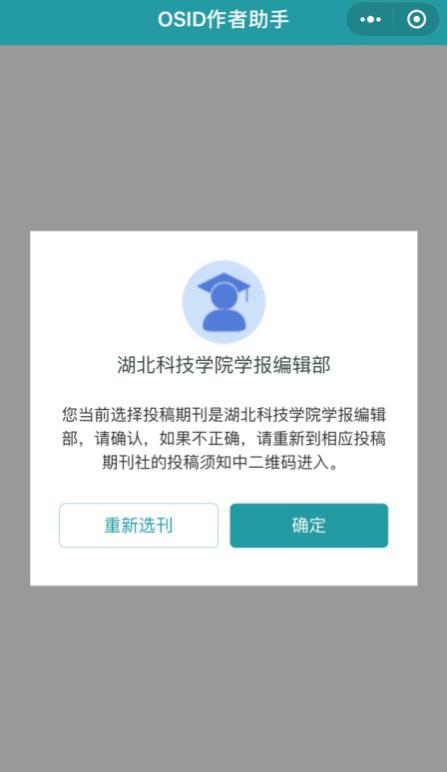 OSID作者助手
湖北科技学院学报编辑部
您当前选择投稿期刊是湖北科技学院学报编辑
部，请确认，如果不正确，请重新到相应投稿
期刊社的投稿须知中二维码进入。
重新选刊
确定